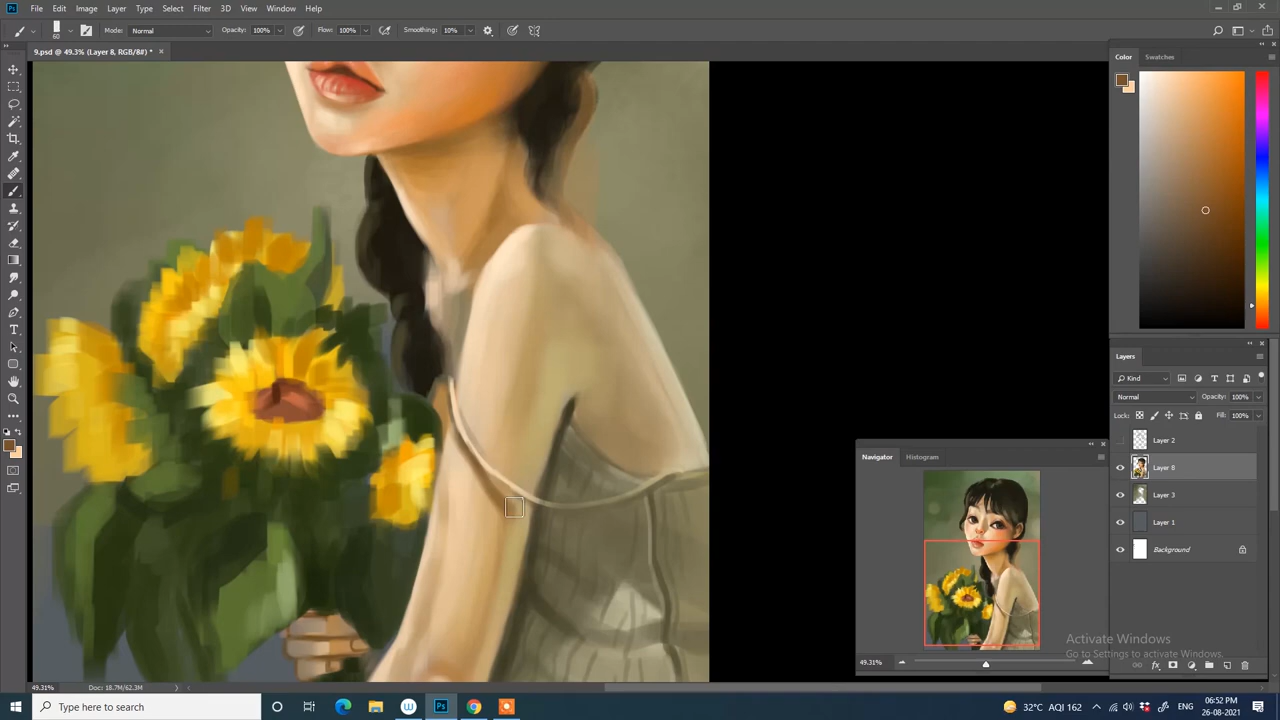 Ps File Edit Image Layer Type Select Filter 3D View Window Help
60 Mode: Normal Opacity: 100% Flow: 100% Smoothing: 10%
9.psd @ 49.3% (Layer 8, RGB/8#) * ×
Color Swatches
Layers
Kind
Normal Opacity: 100%
Lock: Fill: 100%
Layer 2
Layer 8
Layer 3
Layer 1
Background
Navigator Histogram
49.31%
Activate Windows
Go to Settings to activate Windows.
49.31% Doc: 18.7M/62.3M
Type here to search
32°C AQI 162 ENG 06:52 PM
26-08-2021